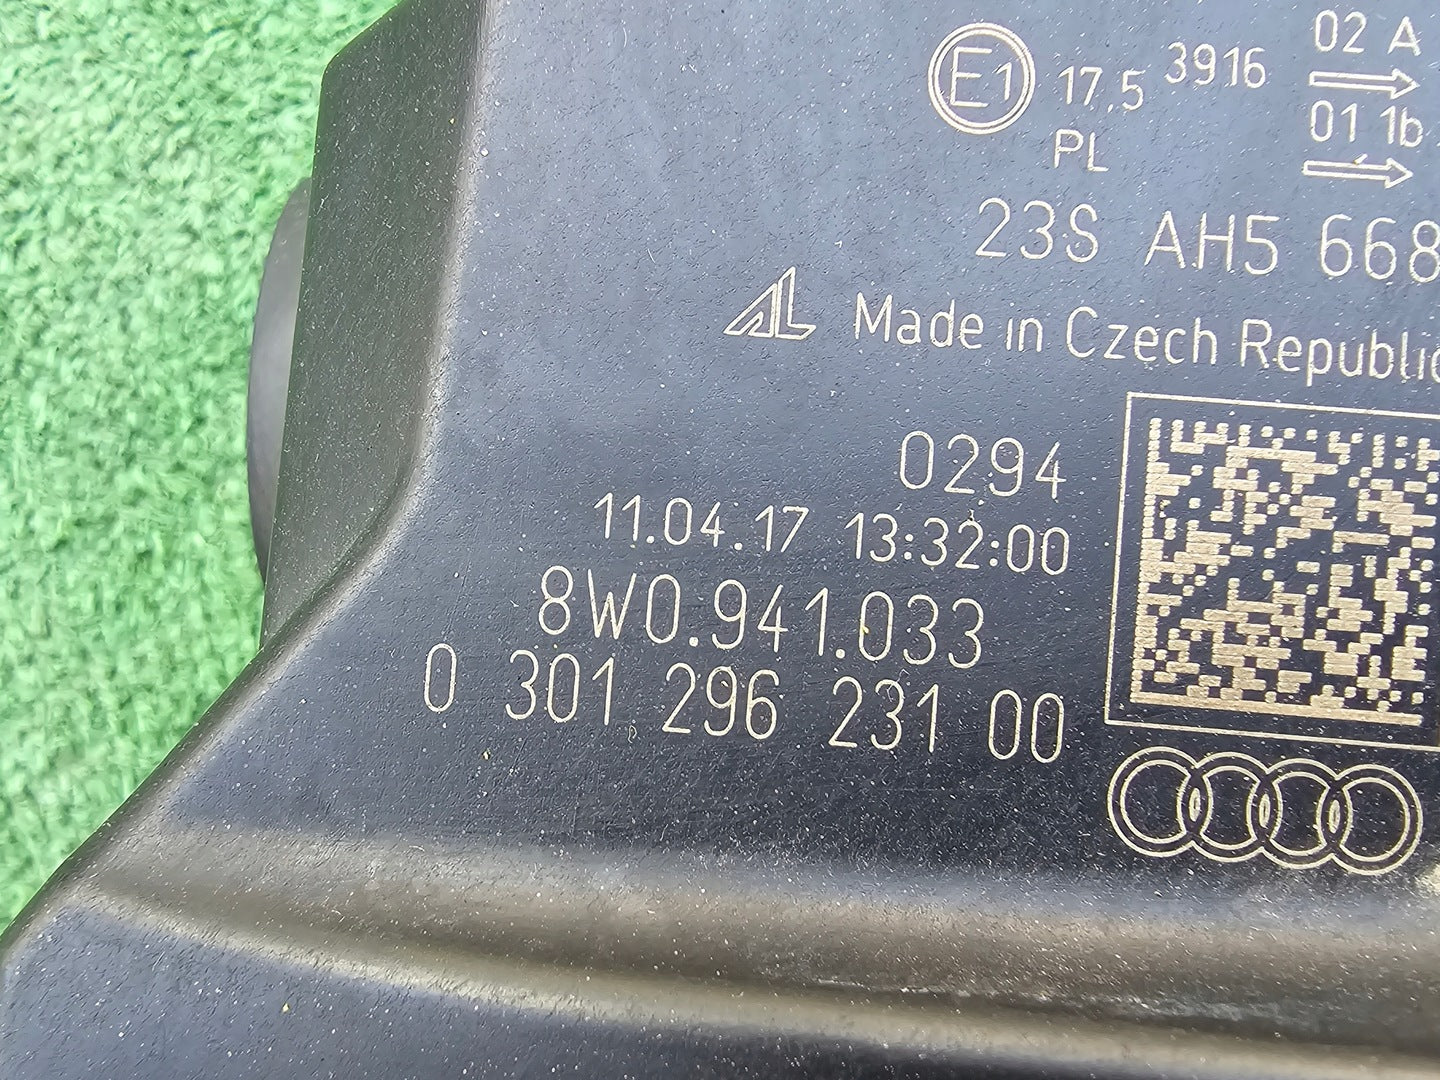 02 A
E1 17.5 3916
01 1b
PL
23S AH5 668
AL Made in Czech Republic
0294
11.04.17 13:32:00
8W0.941.033
0 301 296 231 00